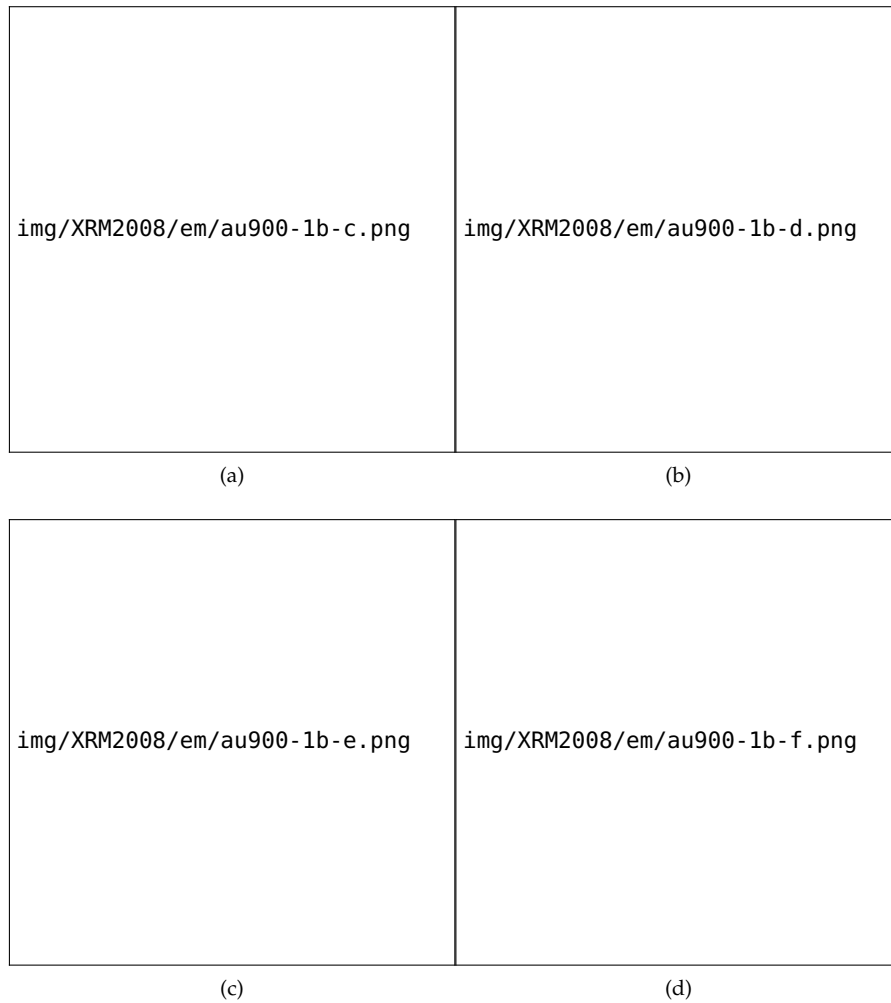 img/XRM2008/em/au900-1b-c.png
img/XRM2008/em/au900-1b-d.png
(a)
(b)
img/XRM2008/em/au900-1b-e.png
img/XRM2008/em/au900-1b-f.png
(c)
(d)